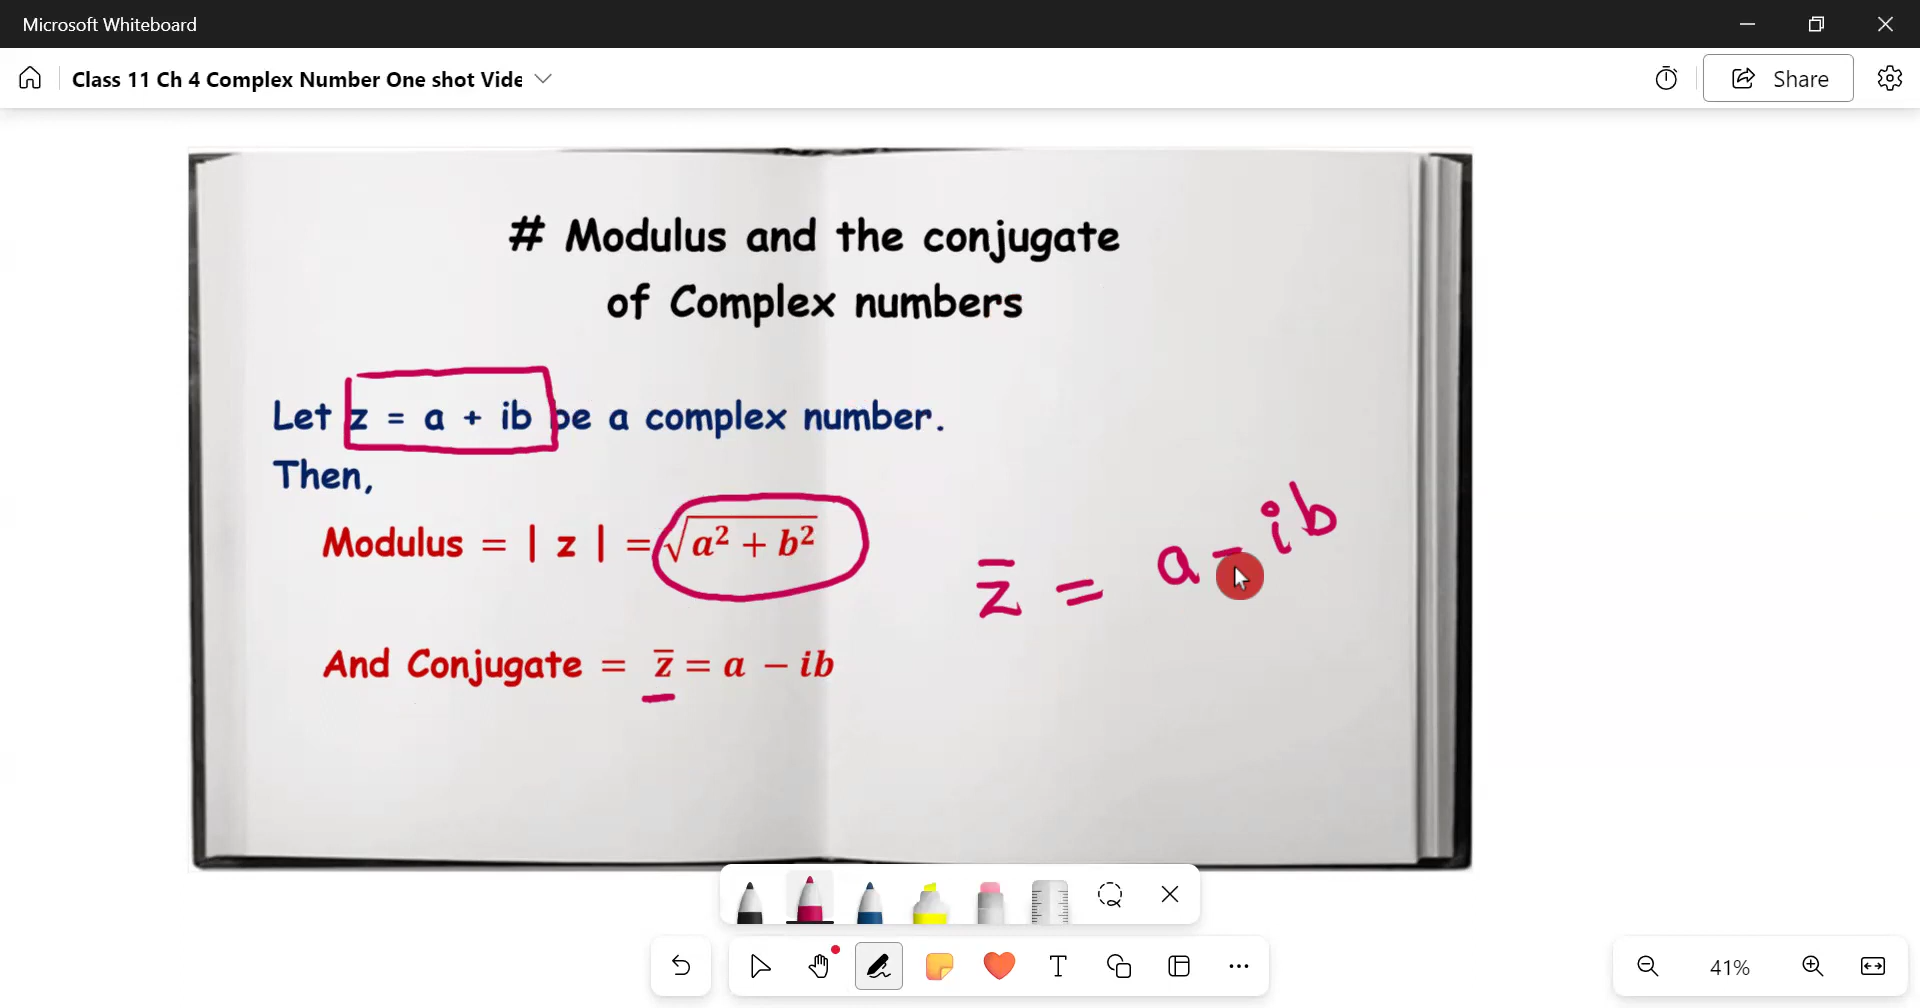 Microsoft Whiteboard
Class 11 Ch 4 Complex Number One shot Vide
Share
# Modulus and the conjugate
of Complex numbers
Let z = a + ib be a complex number.
Then,
Modulus = | z | = √a² + b²
z̅ = a - ib
And Conjugate = z̅ = a − ib
41%